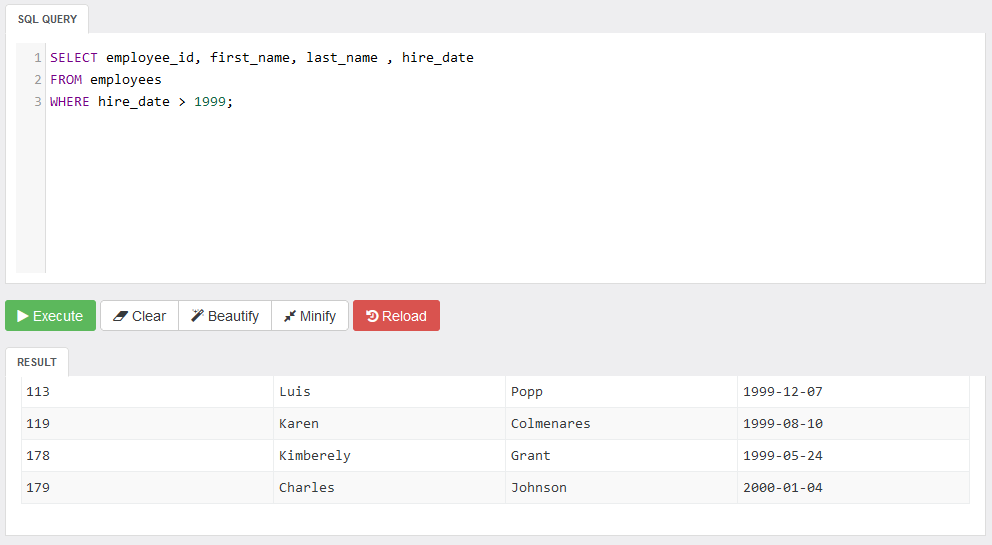 SQL QUERY
1 SELECT employee_id, first_name, last_name , hire_date
2 FROM employees
3 WHERE hire_date > 1999;
Execute Clear Beautify Minify Reload
RESULT
113 Luis Popp 1999-12-07
119 Karen Colmenares 1999-08-10
178 Kimberely Grant 1999-05-24
179 Charles Johnson 2000-01-04